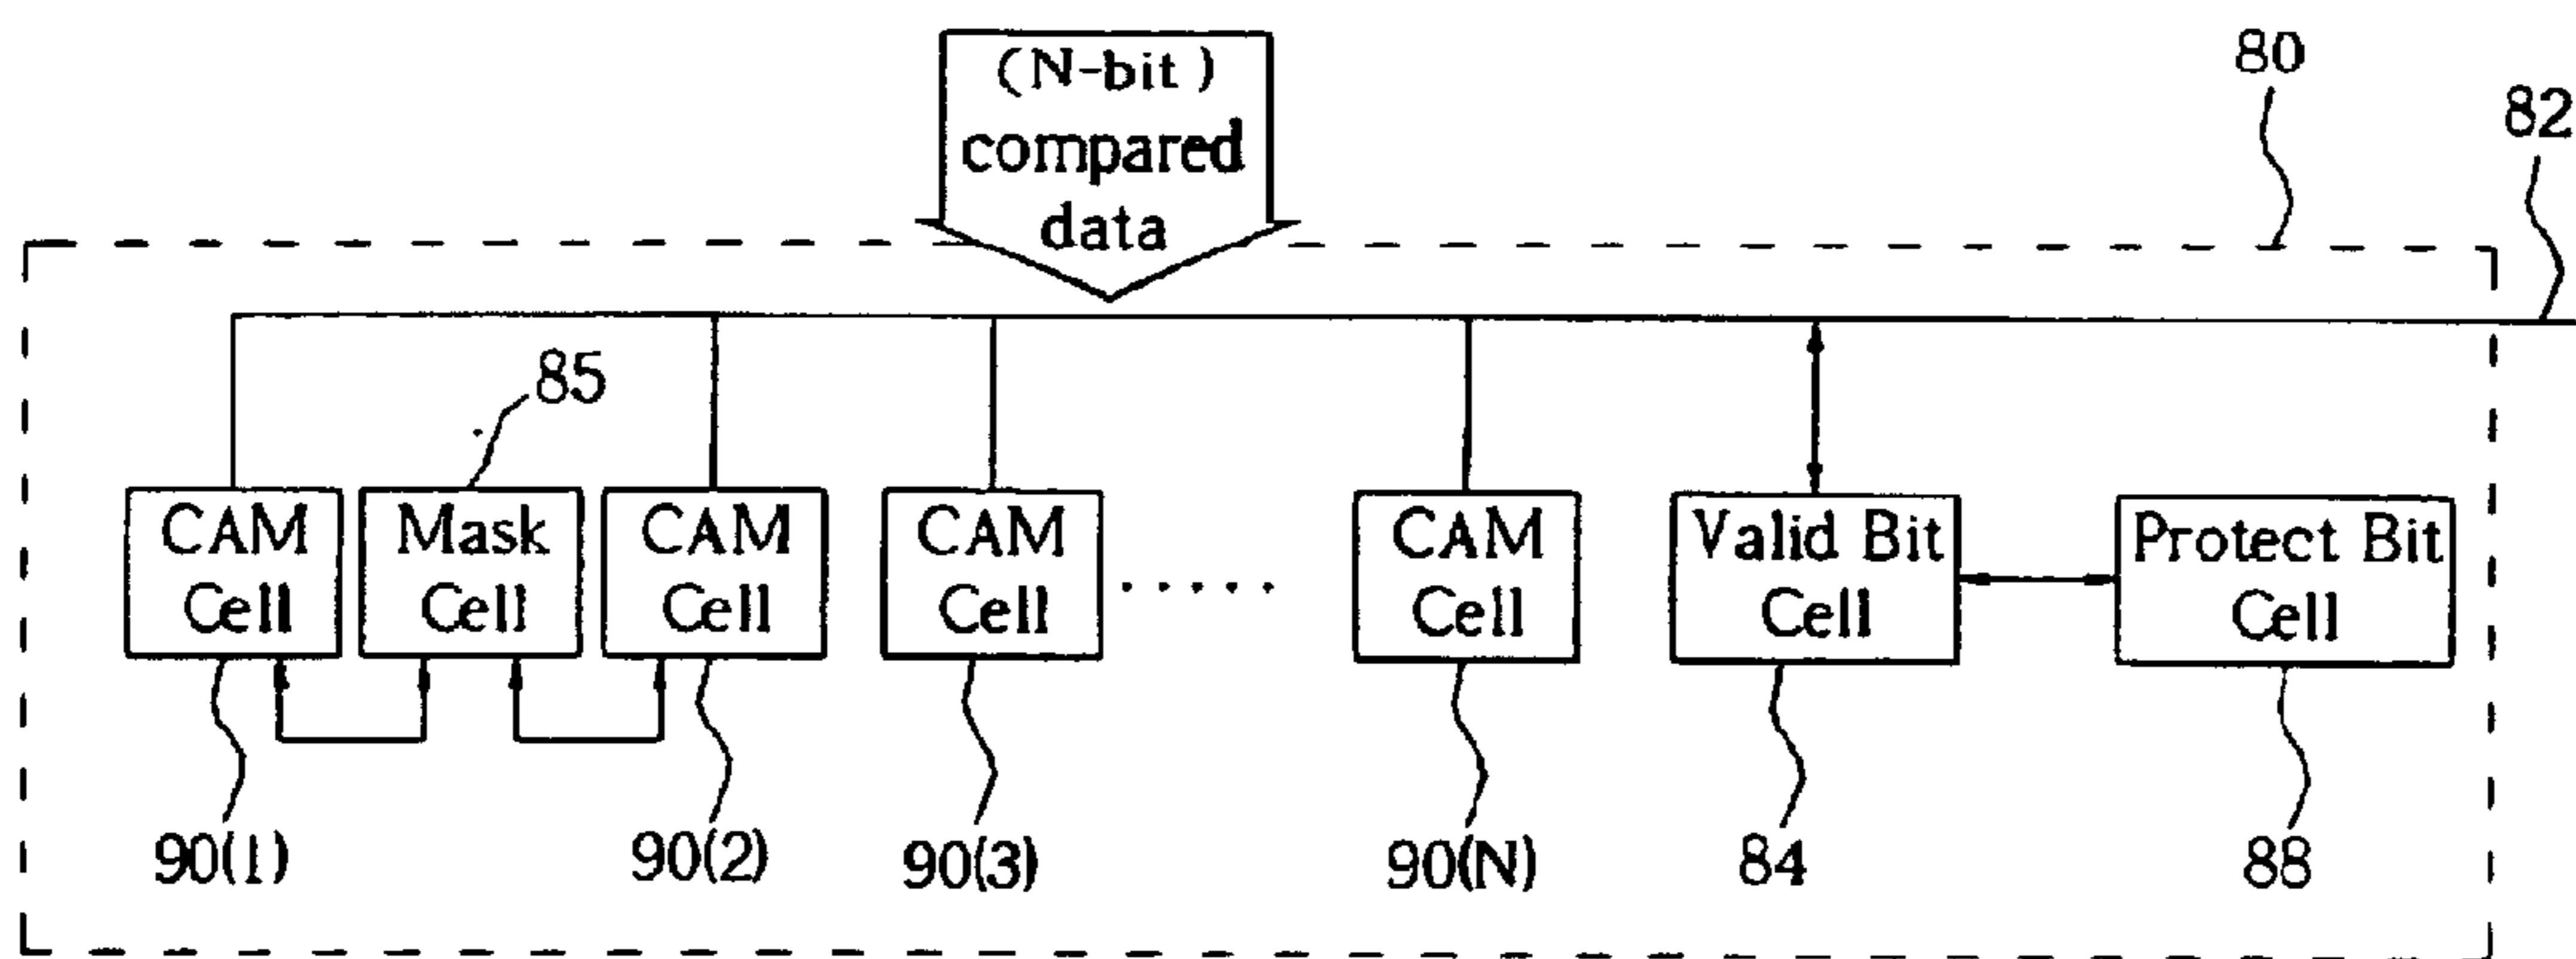 (N-bit)
compared
data
80
82
85
CAM
Cell
Mask
Cell
CAM
Cell
CAM
Cell
.....
CAM
Cell
Valid Bit
Cell
Protect Bit
Cell
90(1)
90(2)
90(3)
90(N)
84
88